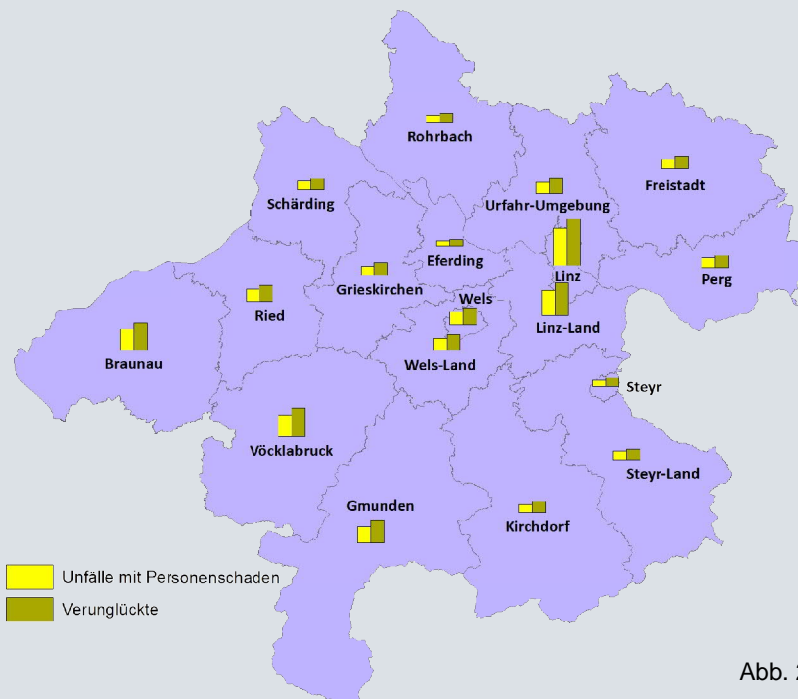 Rohrbach
Freistadt
Schärding
Urfahr-Umgebung
Eferding
Linz
Perg
Grieskirchen
Wels
Ried
Linz-Land
Braunau
Wels-Land
Steyr
Vöcklabruck
Steyr-Land
Gmunden
Kirchdorf
Unfälle mit Personenschaden
Verunglückte
Abb.